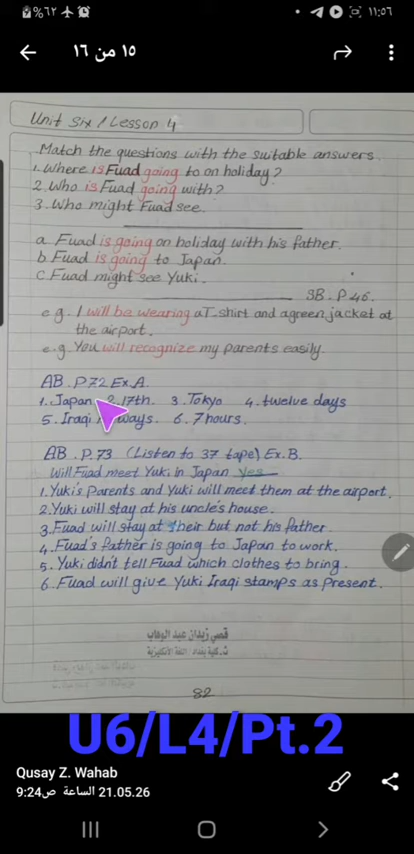 ٦٢%
١١:٥٦
١٥ من ١٦
Unit Six / Lesson 4
Match the questions with the suitable answers.
1. Where is Fuad going to on holiday?
2. Who is Fuad going with?
3. Who might Fuad see.
a. Fuad is going on holiday with his father.
b. Fuad is going to Japan.
c. Fuad might see Yuki.
SB. P 46.
e.g. I will be wearing a T-shirt and a green jacket at
the airport.
e.g. You will recognize my parents easily.
AB. P72 Ex.A.
1. Japan 17th. 3. Tokyo 4. twelve days
5. Iraqi 6. 7 hours.
AB. P. 73 (Listen to 37 tape) Ex.B.
Will Fuad meet Yuki in Japan yes
1. Yuki's parents and Yuki will meet them at the airport.
2. Yuki will stay at his uncle's house.
3. Fuad will stay at their but not his father.
4. Fuad's father is going to Japan to work.
5. Yuki didn't tell Fuad which clothes to bring.
6. Fuad will give Yuki Iraqi stamps as present.
قصي زيدان عبد الوهاب
ث. كلية بغداد اللغة الأنكليزية
82
U6/L4/Pt.2
Qusay Z. Wahab
21.05.26 الساعة 9:24ص